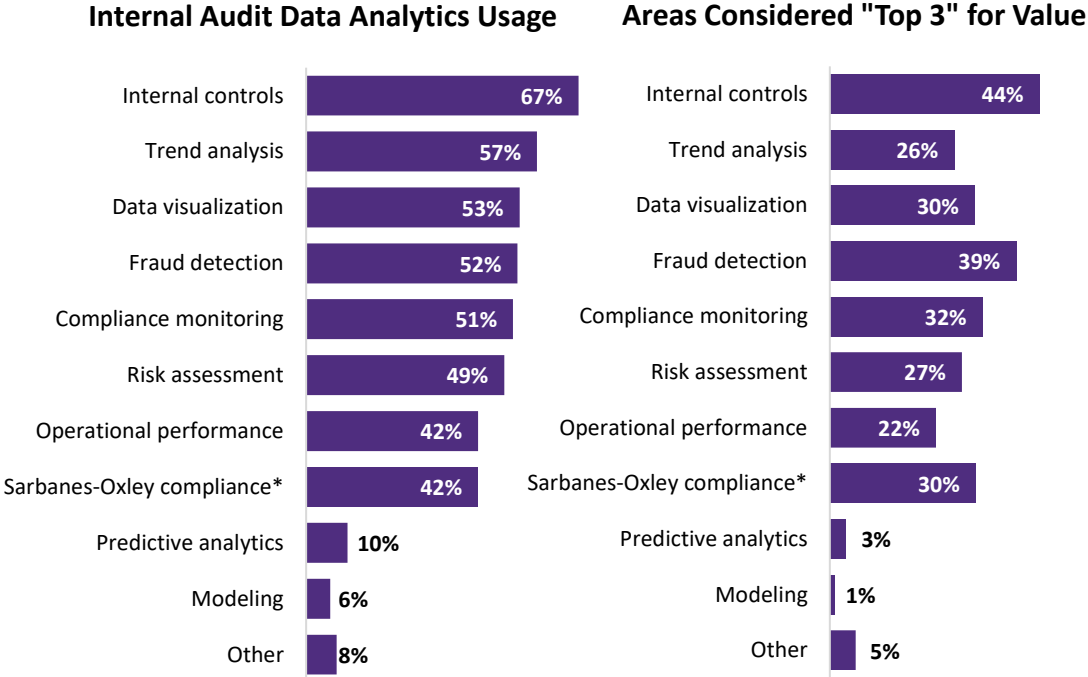 Internal Audit Data Analytics Usage
Internal controls 67%
Trend analysis 57%
Data visualization 53%
Fraud detection 52%
Compliance monitoring 51%
Risk assessment 49%
Operational performance 42%
Sarbanes-Oxley compliance* 42%
Predictive analytics 10%
Modeling 6%
Other 8%
Areas Considered "Top 3" for Value
Internal controls 44%
Trend analysis 26%
Data visualization 30%
Fraud detection 39%
Compliance monitoring 32%
Risk assessment 27%
Operational performance 22%
Sarbanes-Oxley compliance* 30%
Predictive analytics 3%
Modeling 1%
Other 5%